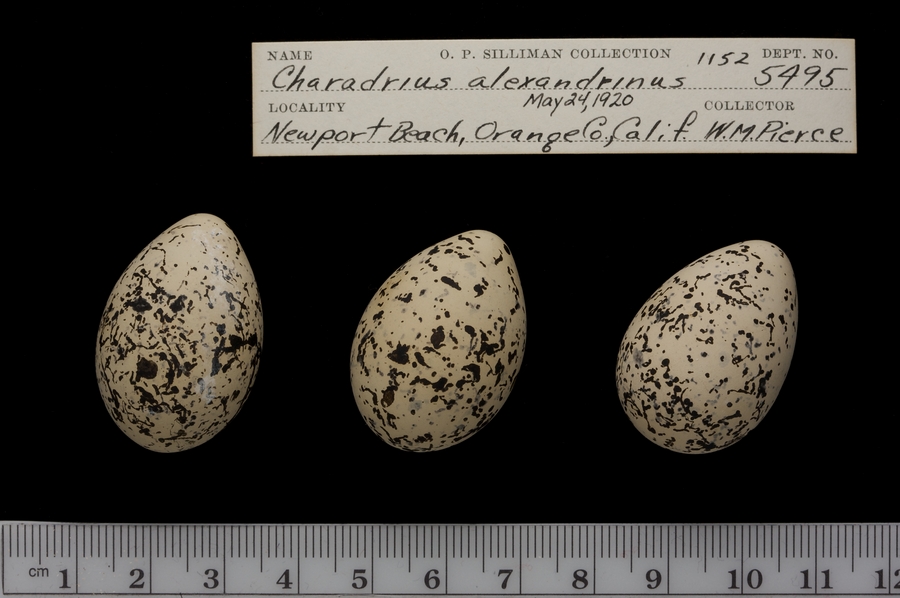 NAME O. P. SILLIMAN COLLECTION 1152 DEPT. NO.
Charadrius alexandrinus 5495
LOCALITY May 24, 1920 COLLECTOR
Newport Beach, Orange Co., Calif. W.M. Pierce
cm 1 2 3 4 5 6 7 8 9 10 11 12